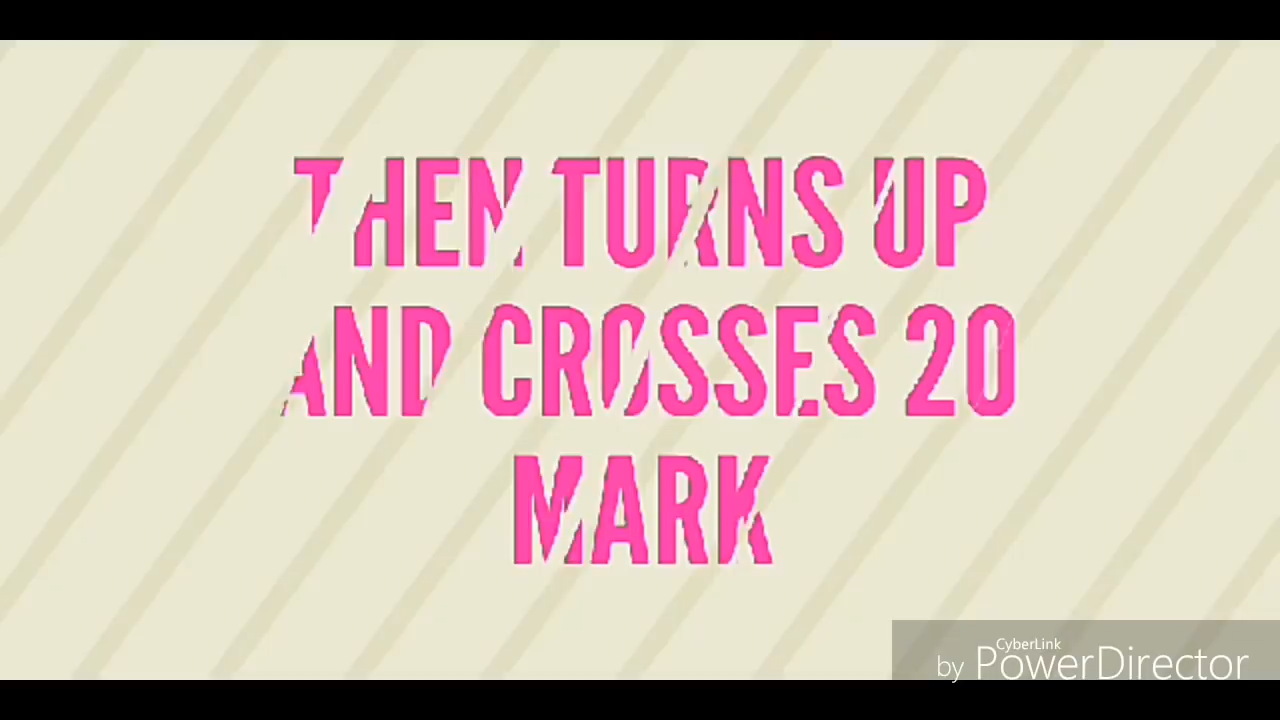 THEN TURNS UP
AND CROSSES 20
MARK
CyberLink
by PowerDirector